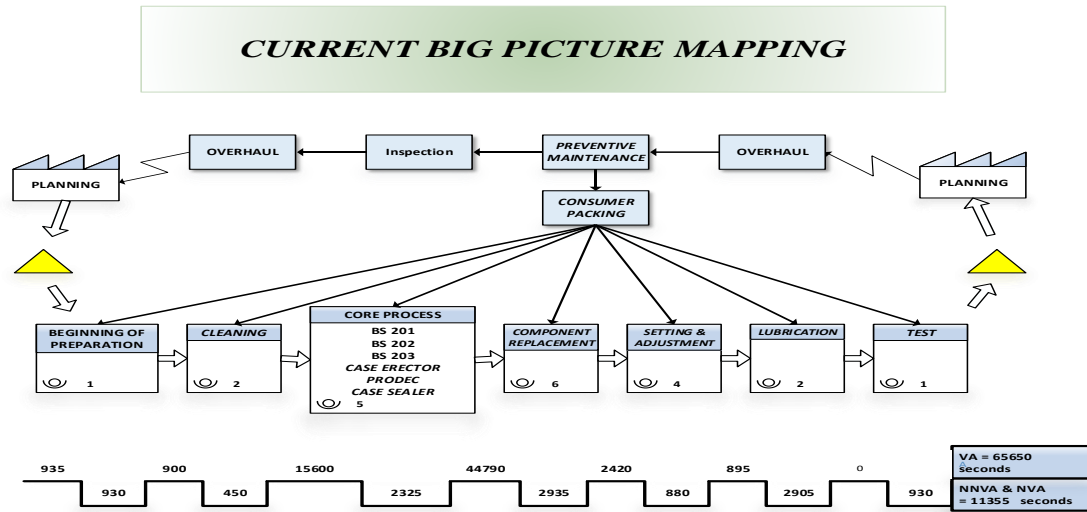 CURRENT BIG PICTURE MAPPING
PLANNING
OVERHAUL
Inspection
PREVENTIVE
MAINTENANCE
OVERHAUL
PLANNING
CONSUMER
PACKING
BEGINNING OF
PREPARATION
1
CLEANING
2
CORE PROCESS
BS 201
BS 202
BS 203
CASE ERECTOR
PRODEC
CASE SEALER
5
COMPONENT
REPLACEMENT
6
SETTING &
ADJUSTMENT
4
LUBRICATION
2
TEST
1
935
900
15600
44790
2420
895
0
930
450
2325
2935
880
2905
930
VA = 65650
seconds
NNVA & NVA
= 11355 seconds